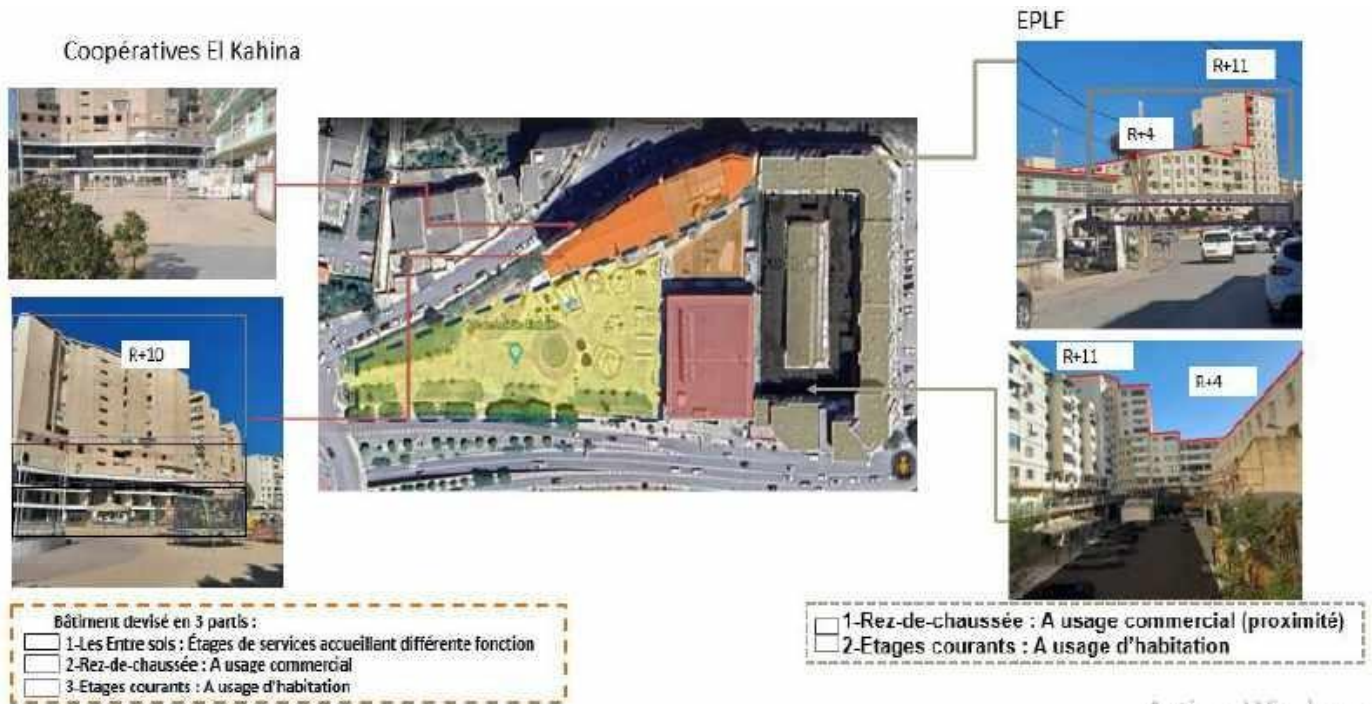 Coopératives El Kahina
EPLF
R+11
R+4
R+10
R+11
R+4
Bâtiment devisé en 3 partis :
1-Les Entre sols : Étages de services accueillant différente fonction
2-Rez-de-chaussée : A usage commercial
3-Etages courants : A usage d'habitation
1-Rez-de-chaussée : A usage commercial (proximité)
2-Etages courants : A usage d'habitation